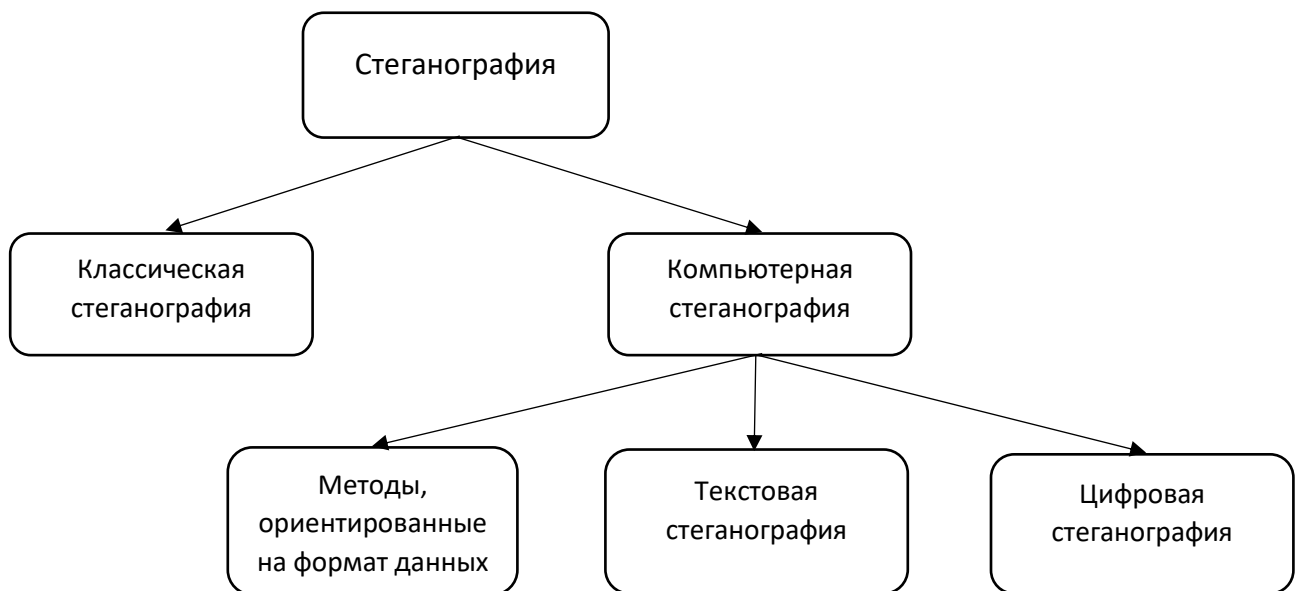 Стеганография
Классическая
стеганография
Компьютерная
стеганография
Методы,
ориентированные
на формат данных
Текстовая
стеганография
Цифровая
стеганография